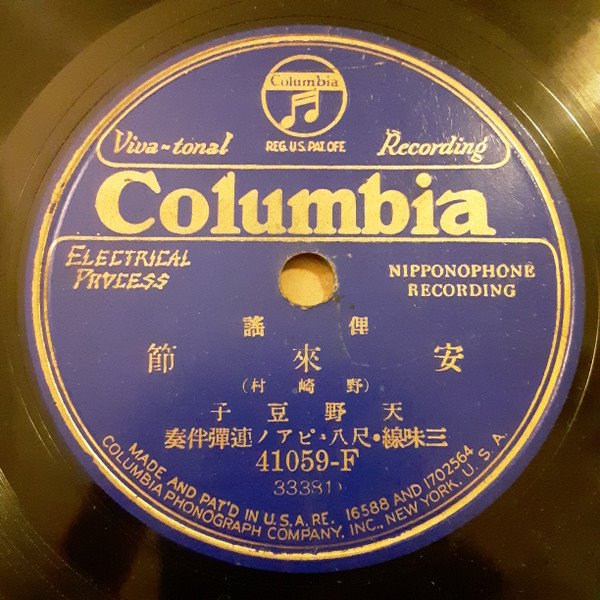 Columbia
REG. U.S. PAT. OFF.
Viva-tonal Recording
Columbia
ELECTRICAL PROCESS
NIPPONOPHONE RECORDING
俚謠
安來節
(野崎村)
天野豆子
三味線・尺八・ピアノ連彈伴奏
41059-F
33381)
MADE AND PAT'D IN U.S.A. RE. 16588 AND 1702564
COLUMBIA PHONOGRAPH COMPANY, INC., NEW YORK, U.S.A.